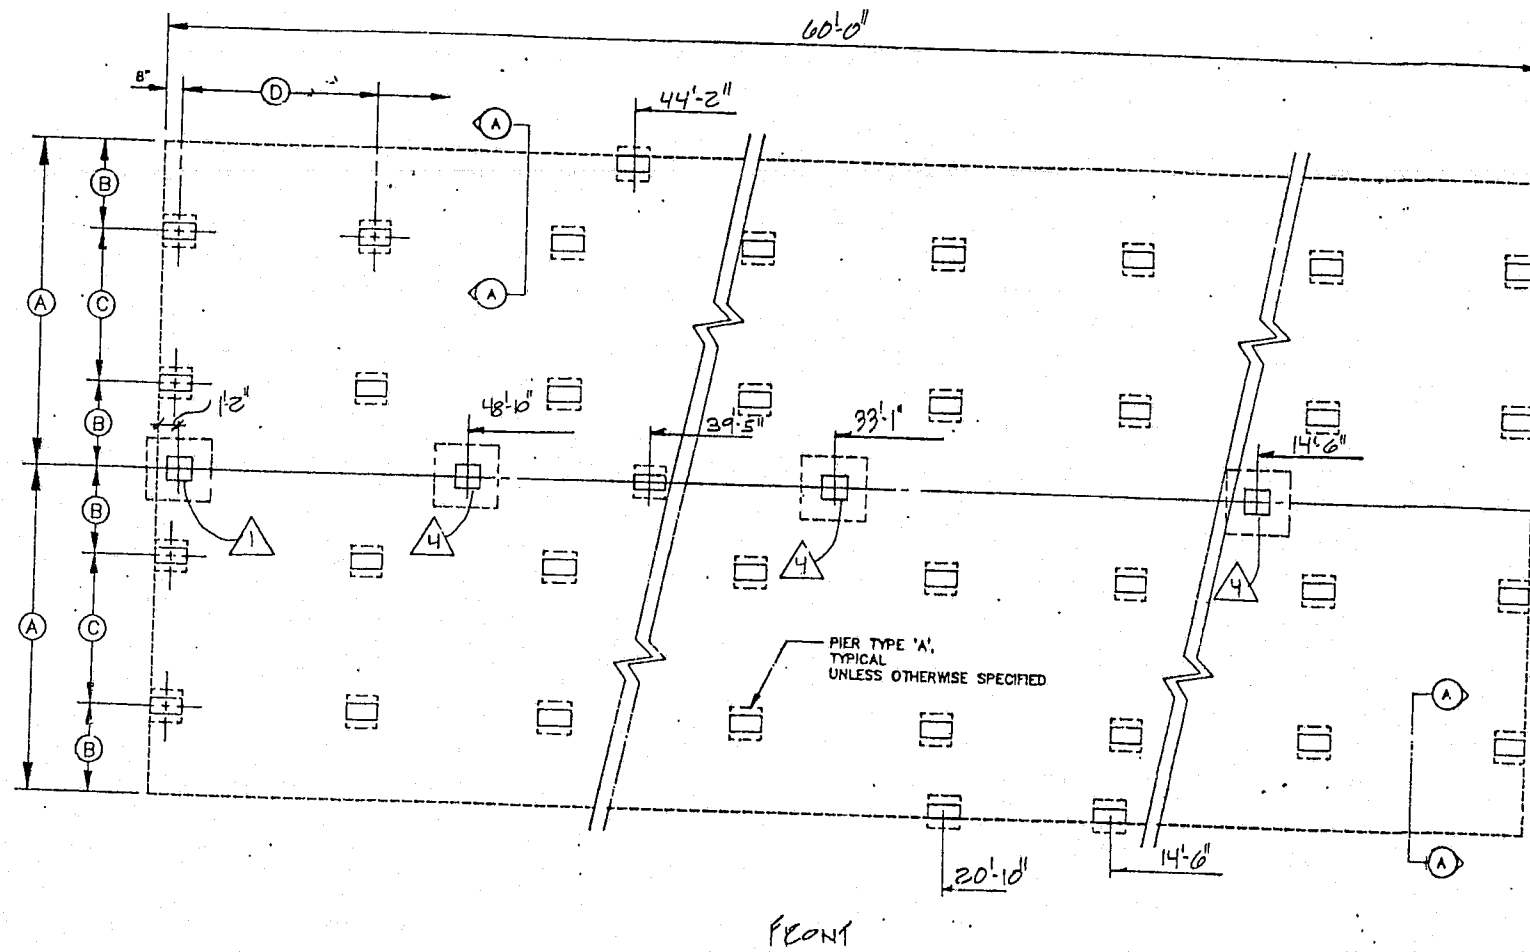 60'-0"
8"
D
44'-2"
A
B
A
C
A
B
1'-2"
48'-10"
39'-5"
33'-1"
14'-6"
B
1
4
4
4
C
A
PIER TYPE 'A',
TYPICAL
UNLESS OTHERWISE SPECIFIED
A
B
14'-6"
A
20'-10"
FRONT